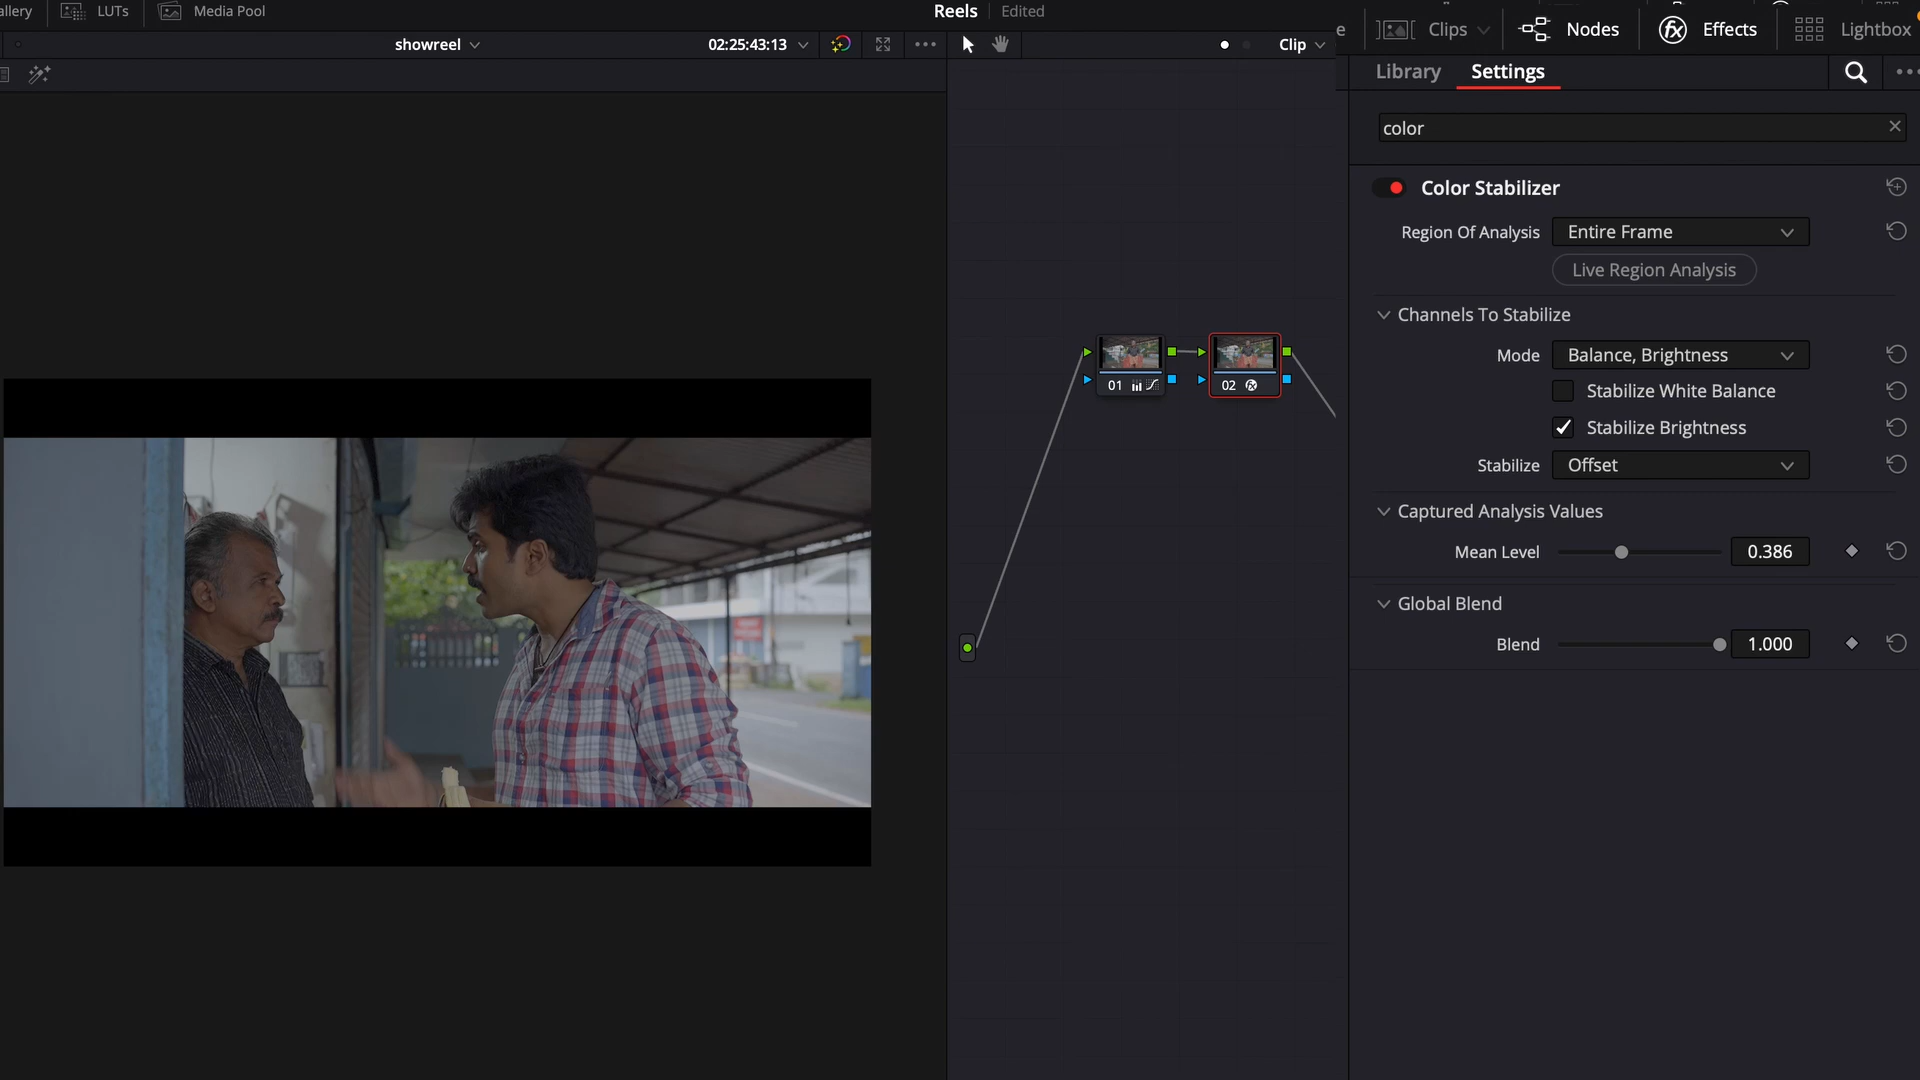 allery LUTs Media Pool Reels Edited
Clips Nodes Effects Lightbox
showreel 02:25:43:13 Clip
Library Settings
color
Color Stabilizer
Region Of Analysis Entire Frame
Live Region Analysis
Channels To Stabilize
Mode Balance, Brightness
01 02
Stabilize White Balance
Stabilize Brightness
Stabilize Offset
Captured Analysis Values
Mean Level 0.386
Global Blend
Blend 1.000